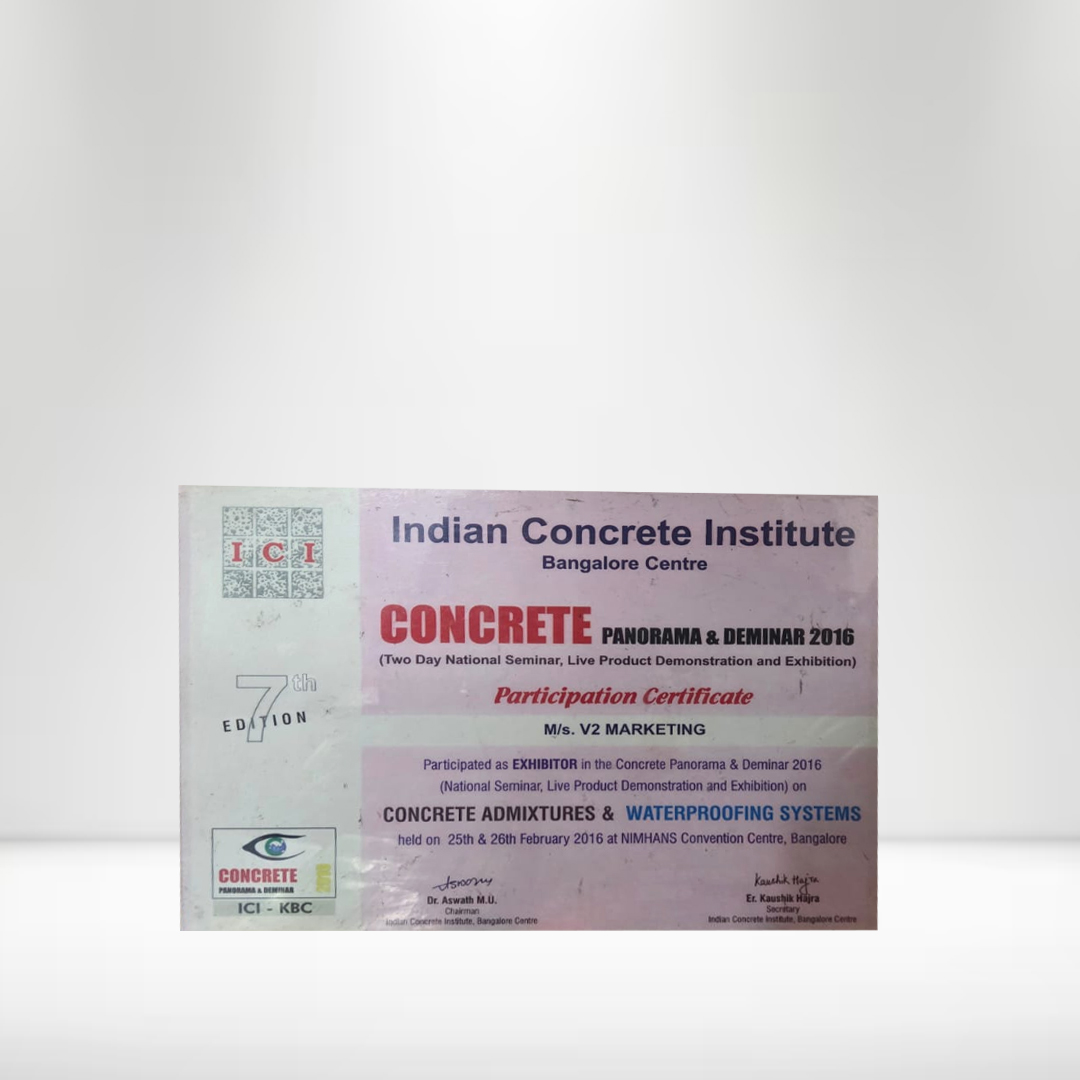 I C I
7th
EDITION
CONCRETE
PANORAMA & DEMINAR
2016
ICI - KBC
Indian Concrete Institute
Bangalore Centre
CONCRETE PANORAMA & DEMINAR 2016
(Two Day National Seminar, Live Product Demonstration and Exhibition)
Participation Certificate
M/s. V2 MARKETING
Participated as EXHIBITOR in the Concrete Panorama & Deminar 2016
(National Seminar, Live Product Demonstration and Exhibition) on
CONCRETE ADMIXTURES & WATERPROOFING SYSTEMS
held on 25th & 26th February 2016 at NIMHANS Convention Centre, Bangalore
Dr. Aswath M.U.
Chairman
Indian Concrete Institute, Bangalore Centre
Kaushik Hajra
Er. Kaushik Hajra
Secretary
Indian Concrete Institute, Bangalore Centre